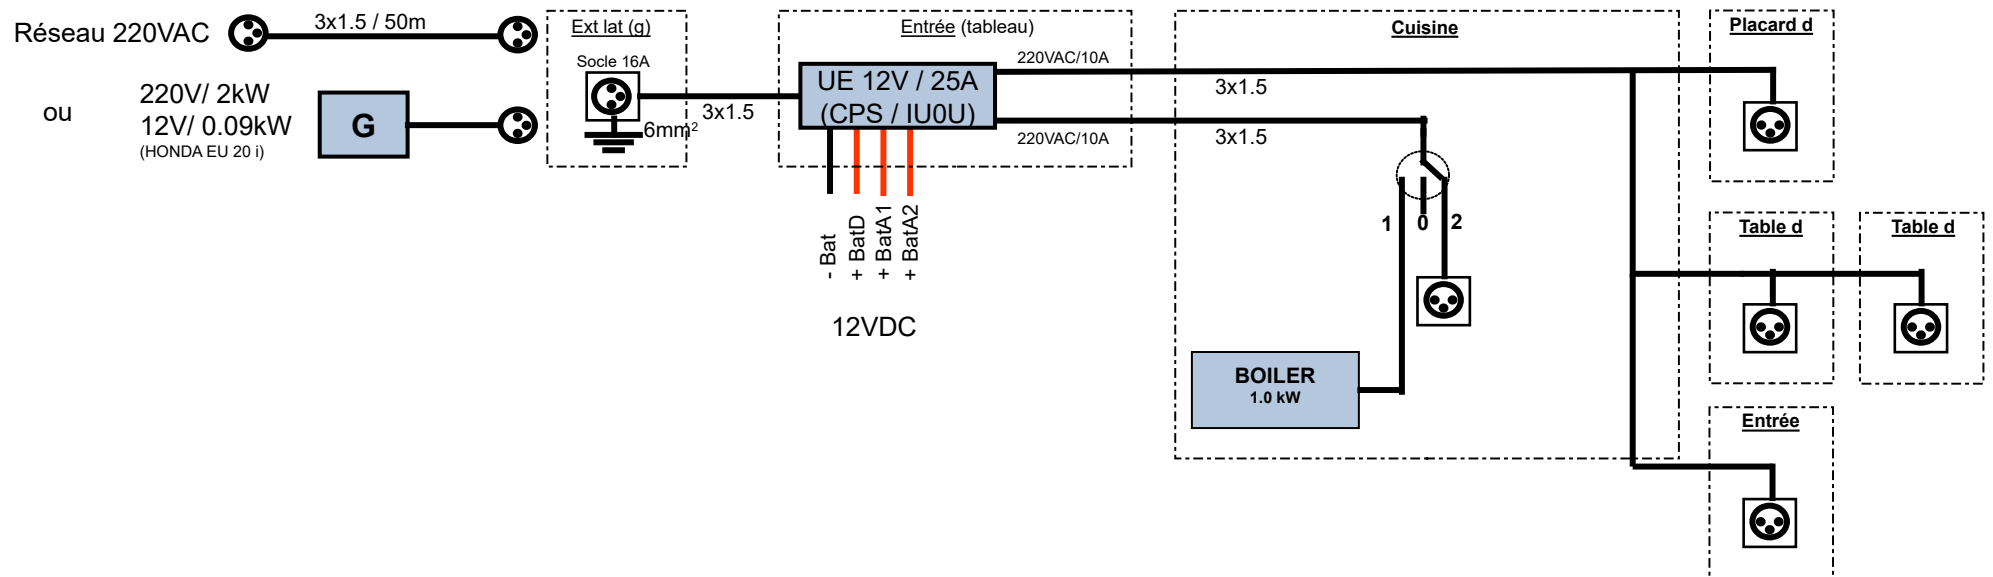 Réseau 220VAC
3x1.5 / 50m
ou
220V/ 2kW
12V/ 0.09kW
(HONDA EU 20 i)
G
Ext lat (g)
Socle 16A
6mm²
3x1.5
Entrée (tableau)
UE 12V / 25A
(CPS / IU0U)
220VAC/10A
220VAC/10A
- Bat
+ BatD
+ BatA1
+ BatA2
12VDC
Cuisine
3x1.5
3x1.5
1
0
2
BOILER
1.0 kW
Placard d
Table d
Table d
Entrée